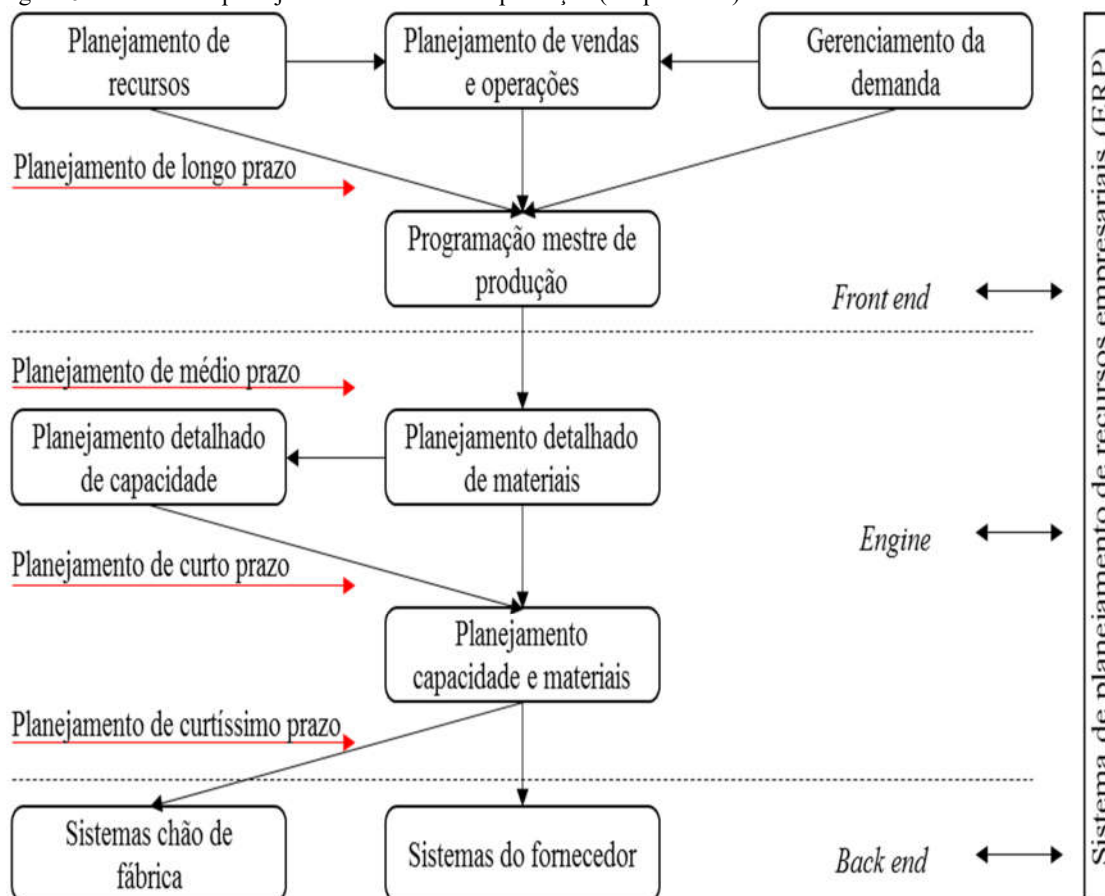 Planejamento de
recursos
Planejamento de vendas
e operações
Gerenciamento da
demanda
Planejamento de longo prazo
Programação mestre de
produção
Front end
Planejamento de médio prazo
Planejamento detalhado
de capacidade
Planejamento detalhado
de materiais
Engine
Planejamento de curto prazo
Planejamento
capacidade e materiais
Planejamento de curtíssimo prazo
Sistemas chão de
fábrica
Sistemas do fornecedor
Back end
Sistema de planejamento de recursos empresariais (ERP)